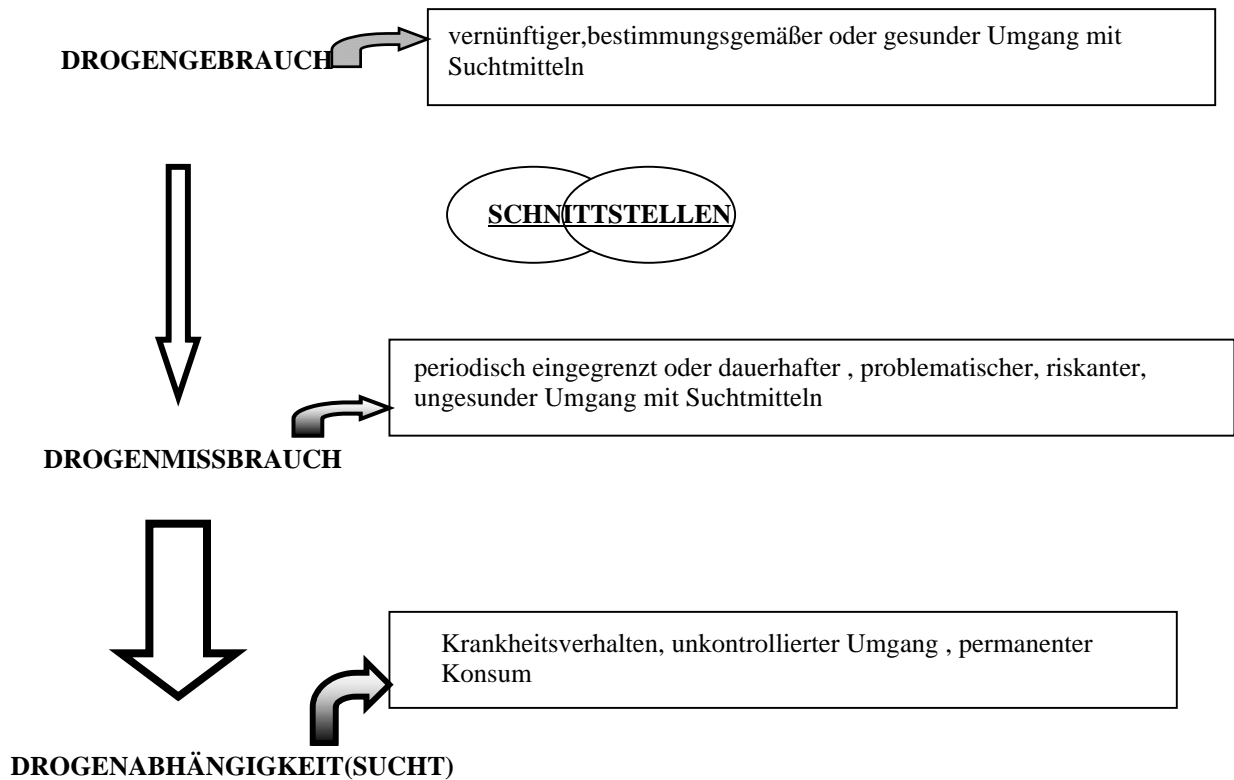 DROGENGEBRAUCH
vernünftiger,bestimmungsgemäßer oder gesunder Umgang mit
Suchtmitteln
SCHNITTSTELLEN
periodisch eingegrenzt oder dauerhafter , problematischer, riskanter,
ungesunder Umgang mit Suchtmitteln
DROGENMISSBRAUCH
Krankheitsverhalten, unkontrollierter Umgang , permanenter
Konsum
DROGENABHÄNGIGKEIT(SUCHT)